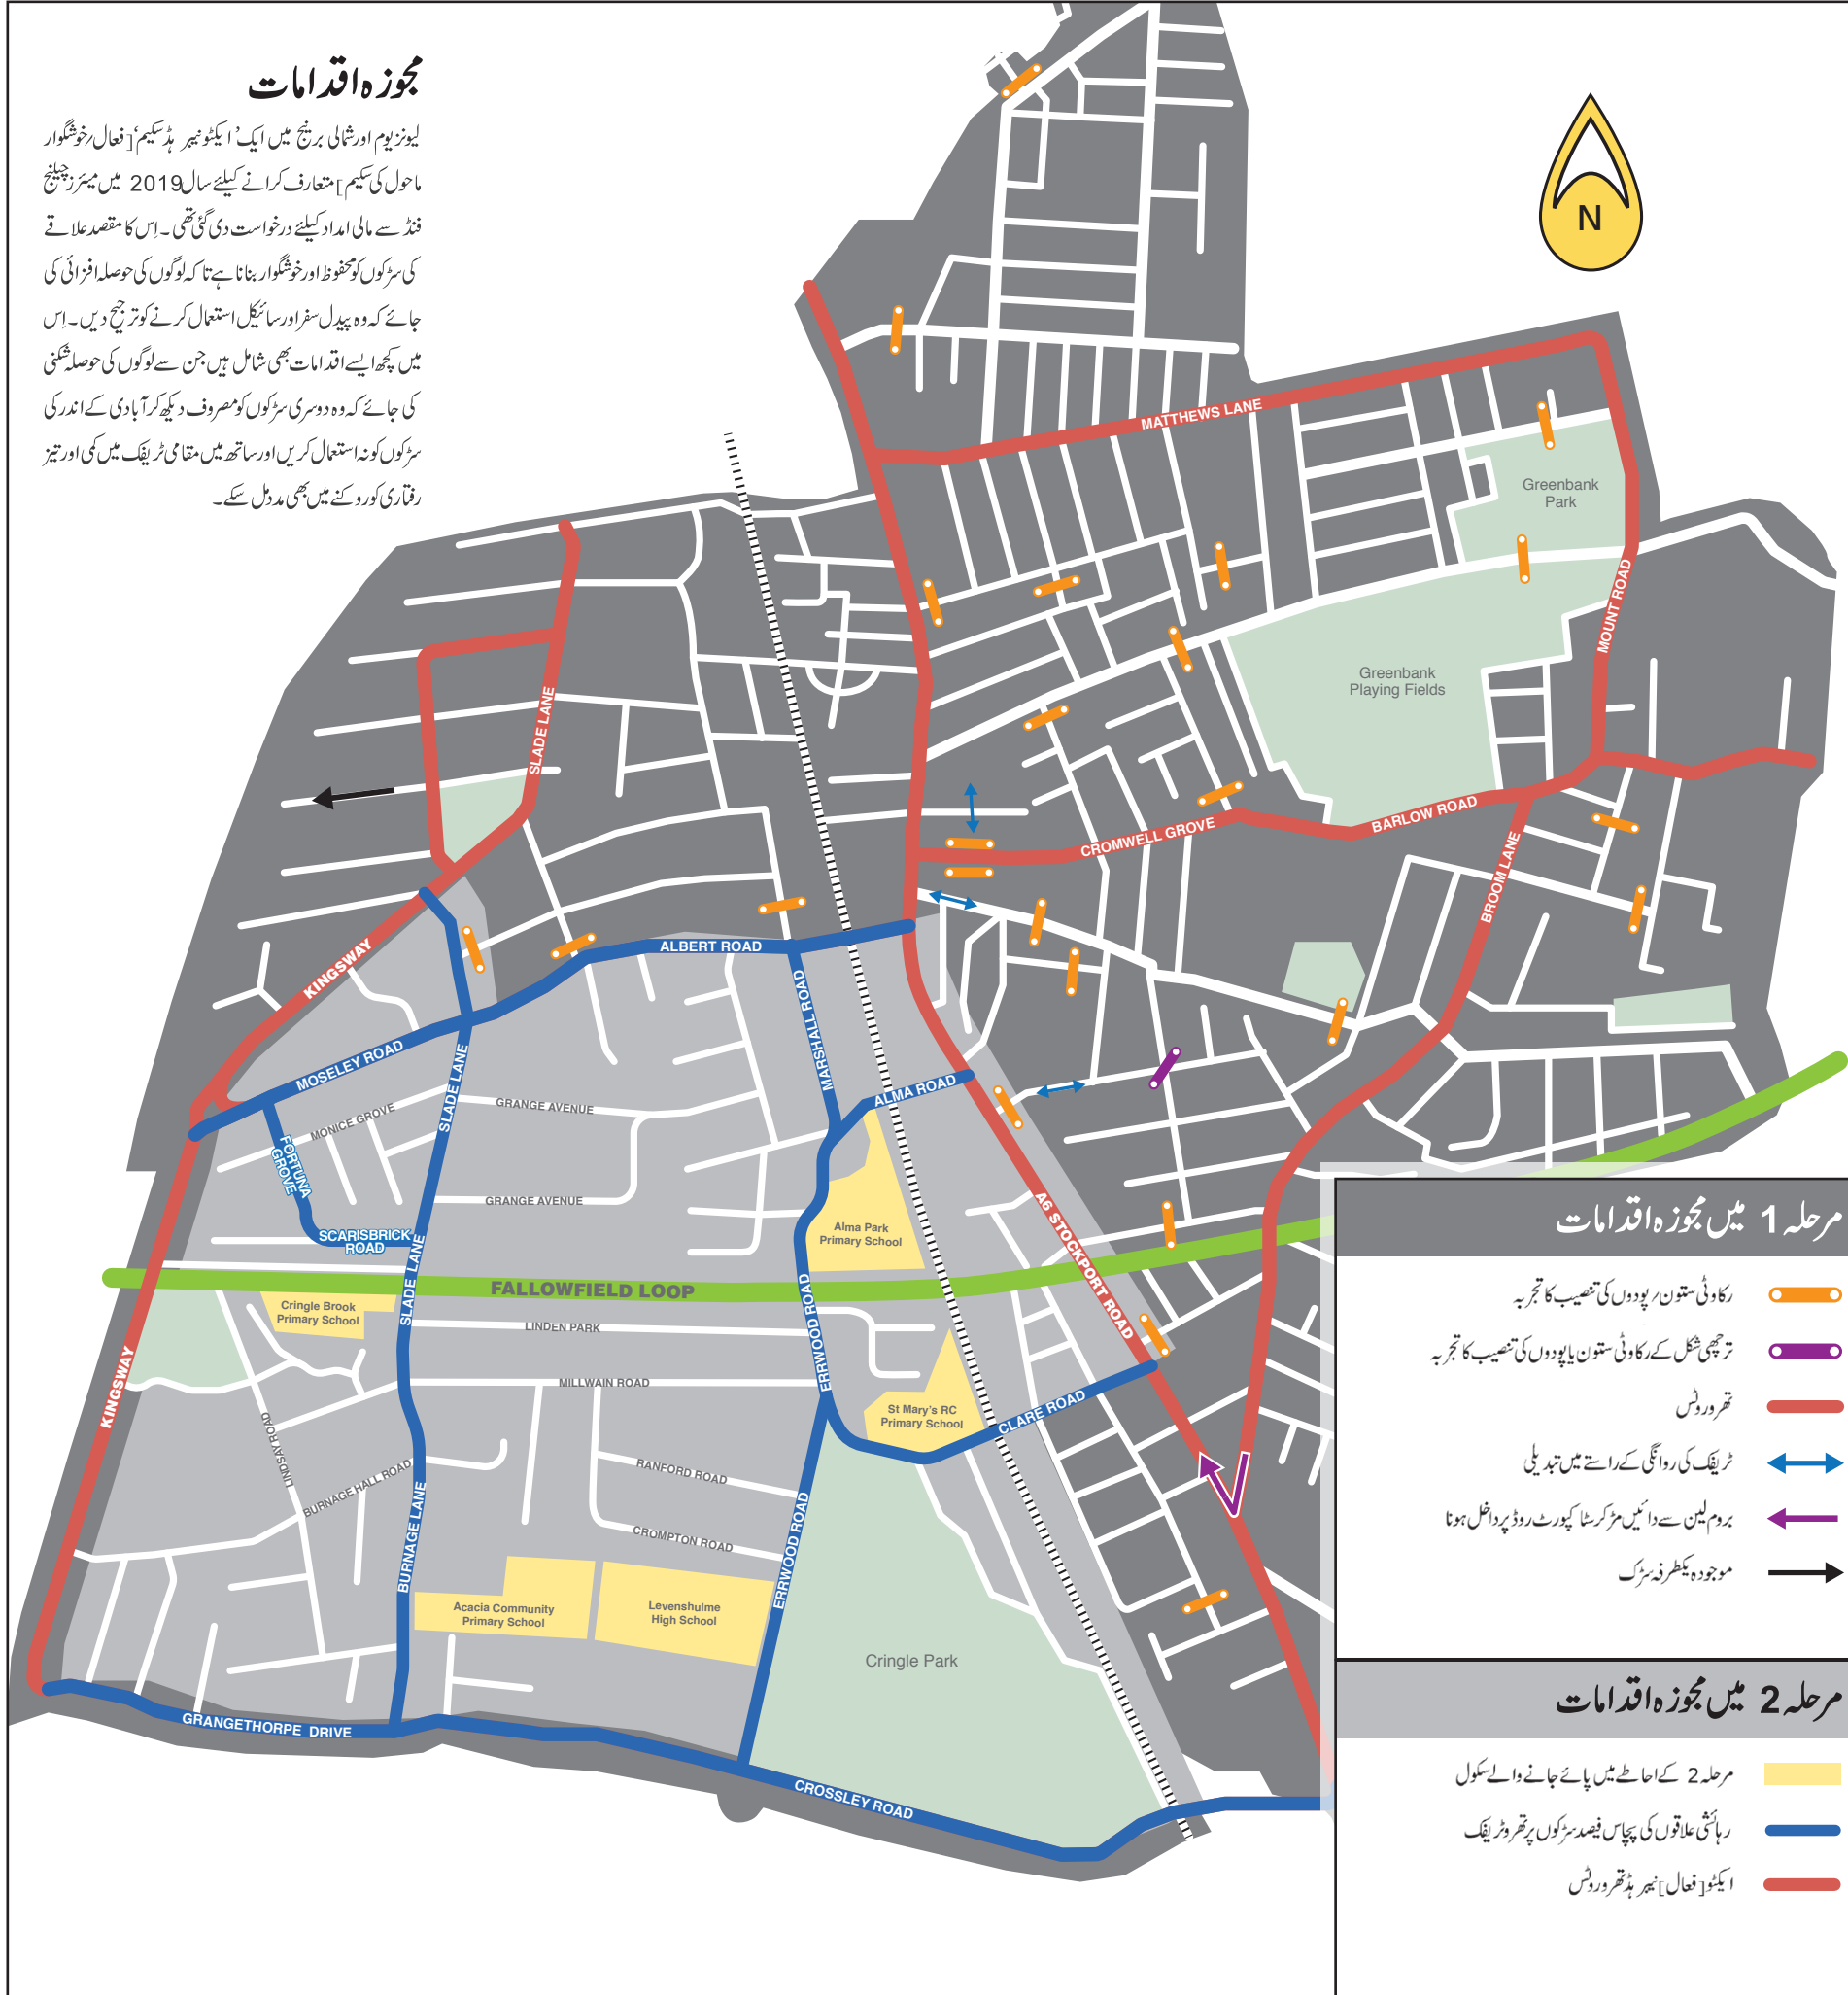 مجوزہ اقدامات
لیونزیوم اور شمالی برنیج میں ایک 'ایکٹو نیبر ہڈ سکیم' [فعال/خوشگوار
ماحول کی سکیم] متعارف کرانے کیلئے سال 2019 میں میئرز چیلنج
فنڈ سے مالی امداد کیلئے درخواست دی گئی تھی۔ اِس کا مقصد علاقے
کی سڑکوں کو محفوظ اور خوشگوار بنانا ہے تاکہ لوگوں کی حوصلہ افزائی کی
جائے کہ وہ پیدل سفر اور سائیکل استعمال کرنے کو ترجیح دیں۔ اِس
میں کچھ ایسے اقدامات بھی شامل ہیں جن سے لوگوں کی حوصلہ شکنی
کی جائے کہ وہ دوسری سڑکوں کو مصروف دیکھ کر آبادی کے اندر کی
سڑکوں کو نہ استعمال کریں اور ساتھ میں مقامی ٹریفک میں کمی اور تیز
رفتاری کو روکنے میں بھی مدد مل سکے۔
N
MATTHEWS LANE
Greenbank
Park
MOUNT ROAD
Greenbank
Playing Fields
SLADE LANE
CROMWELL GROVE
BARLOW ROAD
BROOM LANE
KINGSWAY
ALBERT ROAD
MARSHALL ROAD
MOSELEY ROAD
SLADE LANE
ALMA ROAD
MONICE GROVE
GRANGE AVENUE
FORTUNA
GROVE
GRANGE AVENUE
SCARISBRICK
ROAD
Alma Park
Primary School
A6 STOCKPORT ROAD
SLADE LANE
FALLOWFIELD LOOP
Cringle Brook
Primary School
LINDEN PARK
ERRWOOD ROAD
KINGSWAY
MILLWAIN ROAD
St Mary's RC
Primary School
CLARE ROAD
LINDSAY ROAD
BURNAGE HALL ROAD
RANFORD ROAD
BURNAGE LANE
CROMPTON ROAD
ERRWOOD ROAD
Acacia Community
Primary School
Levenshulme
High School
Cringle Park
GRANGETHORPE DRIVE
CROSSLEY ROAD
مرحلہ 1 میں مجوزہ اقدامات
رکاوٹی ستون/پودوں کی تنصیب کا تجربہ
ترچھی شکل کے رکاوٹی ستون یا پودوں کی تنصیب کا تجربہ
تھرو روٹس
ٹریفک کی روانگی کے راستے میں تبدیلی
بروم لین سے دائیں مڑ کر سٹاکپورٹ روڈ پر داخل ہونا
موجودہ یکطرفہ سڑک
مرحلہ 2 میں مجوزہ اقدامات
مرحلہ 2 کے احاطے میں پائے جانے والے سکول
رہائشی علاقوں کی پچاس فیصد سڑکوں پر تھرو ٹریفک
ایکٹو [فعال] نیبر ہڈ تھرو روٹس